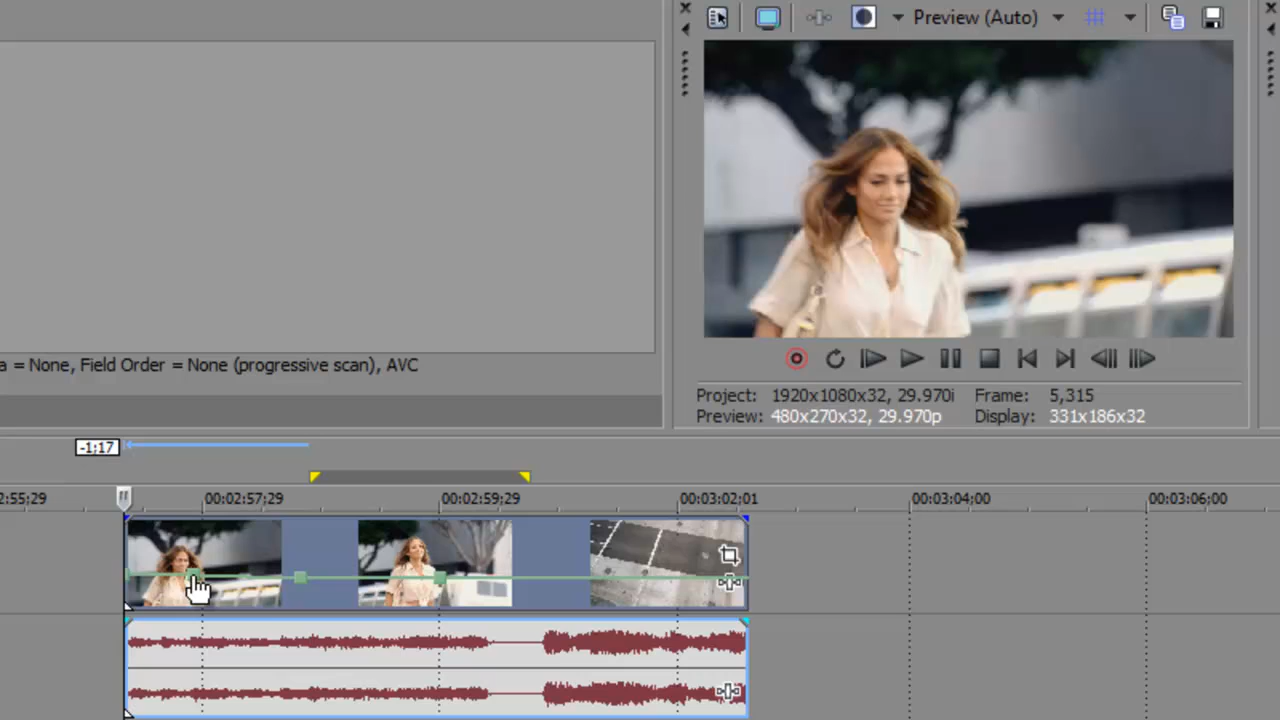 Preview (Auto)
a = None, Field Order = None (progressive scan), AVC
Project: 1920x1080x32, 29.970i Frame: 5,315
Preview: 480x270x32, 29.970p Display: 331x186x32
-1;17
2:55;29 00:02:57;29 00:02:59;29 00:03:02;01 00:03:04;00 00:03:06;00